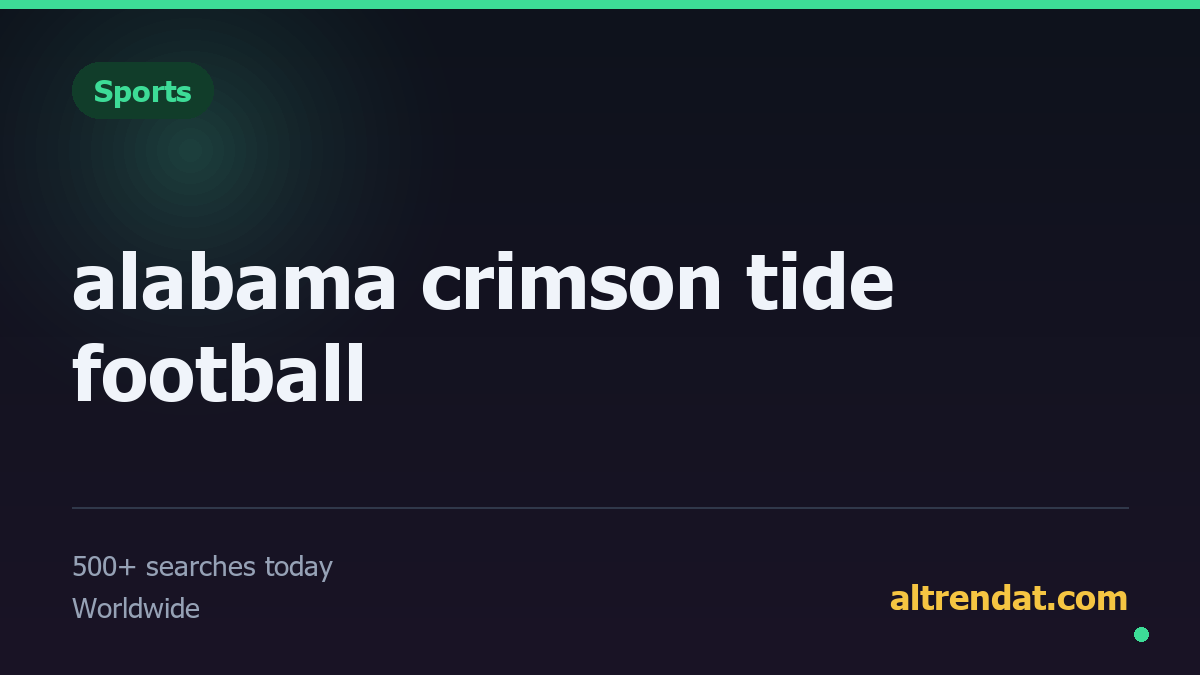 Sports
alabama crimson tide
football
500+ searches today
Worldwide
altrendat.com